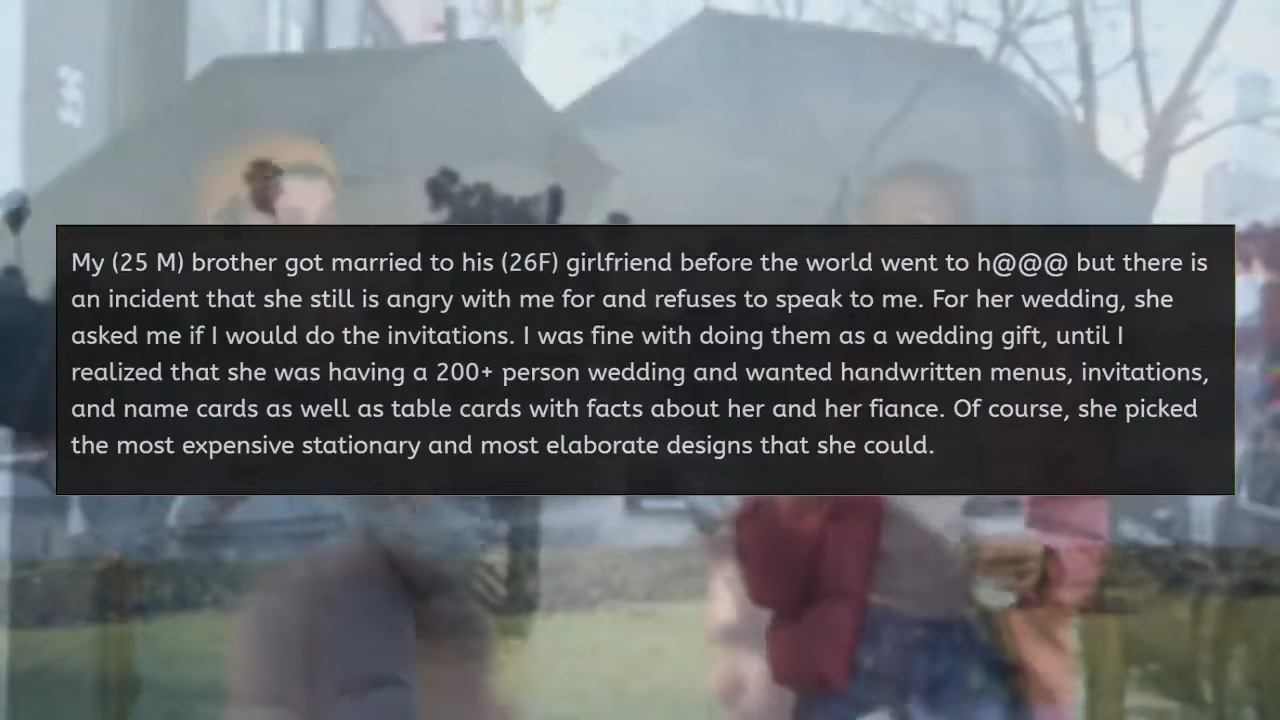 My (25 M) brother got married to his (26F) girlfriend before the world went to h@@@ but there is
an incident that she still is angry with me for and refuses to speak to me. For her wedding, she
asked me if I would do the invitations. I was fine with doing them as a wedding gift, until I
realized that she was having a 200+ person wedding and wanted handwritten menus, invitations,
and name cards as well as table cards with facts about her and her fiance. Of course, she picked
the most expensive stationary and most elaborate designs that she could.